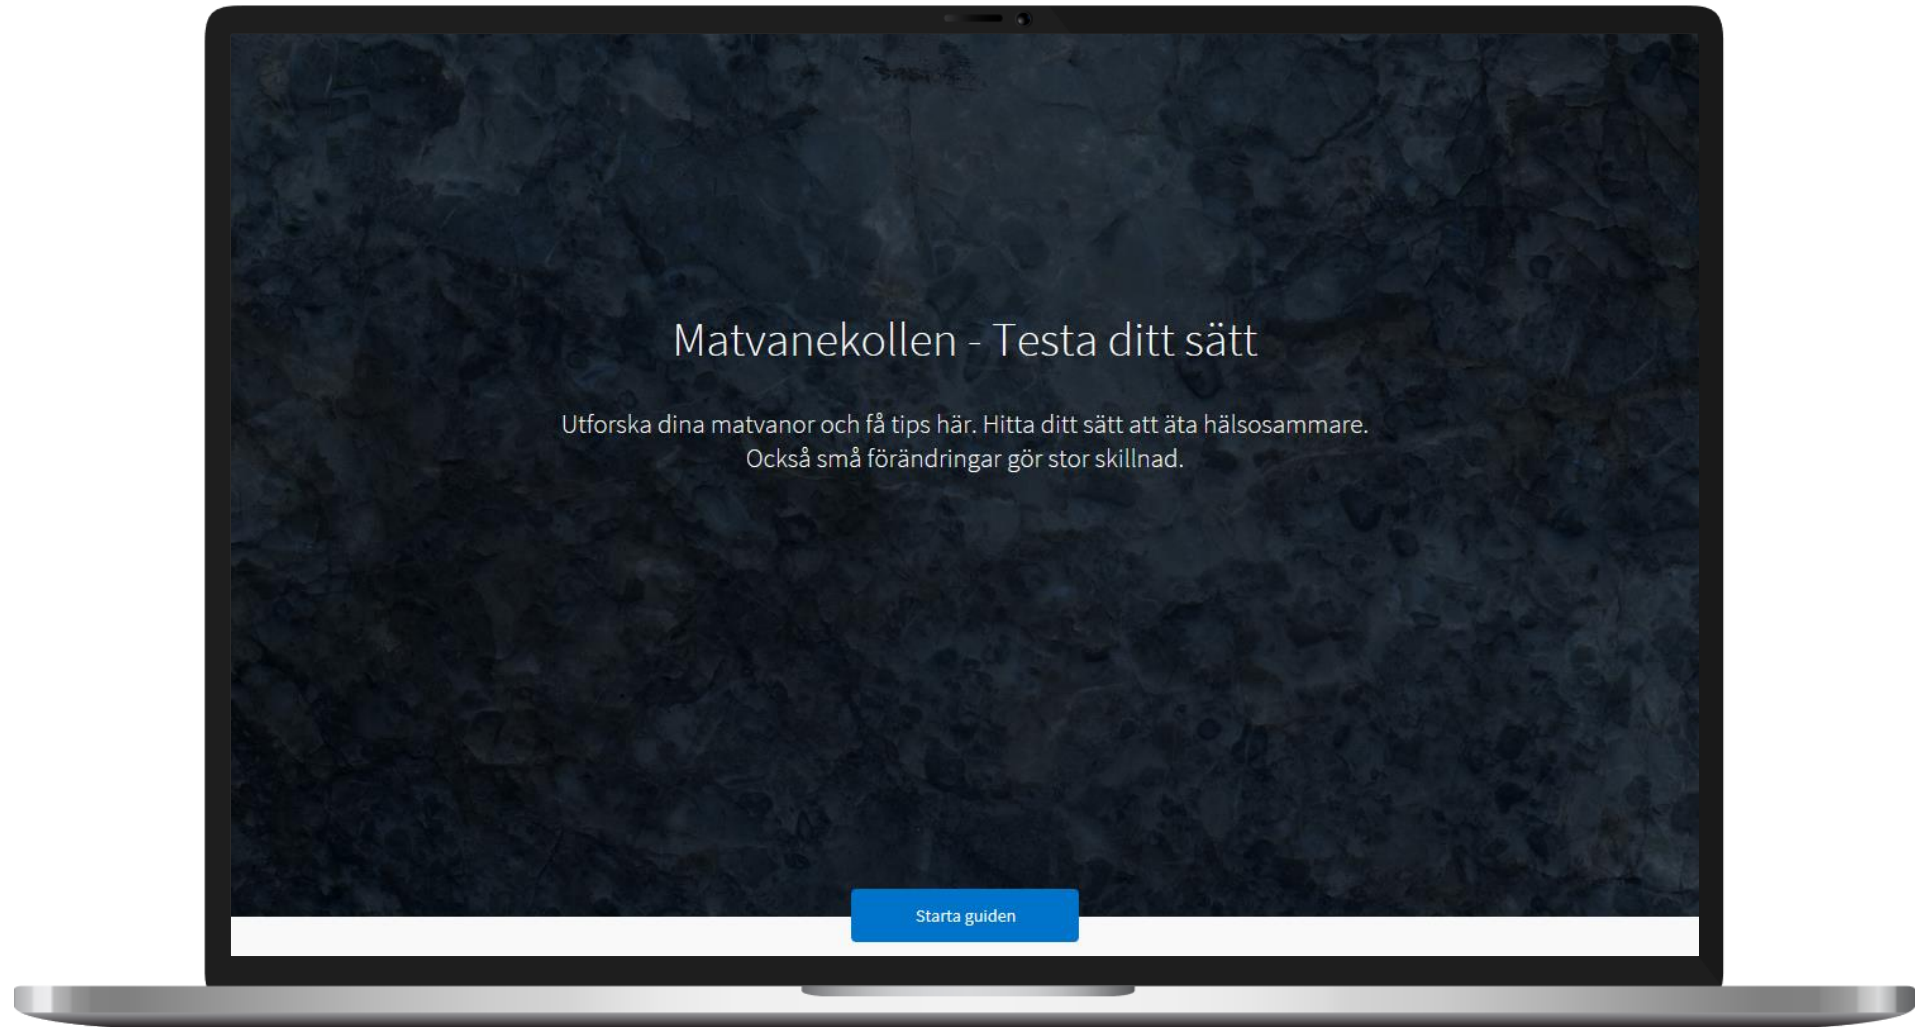 Matvanekollen - Testa ditt sätt
Utforska dina matvanor och få tips här. Hitta ditt sätt att äta hälsosammare.
Också små förändringar gör stor skillnad.
Starta guiden